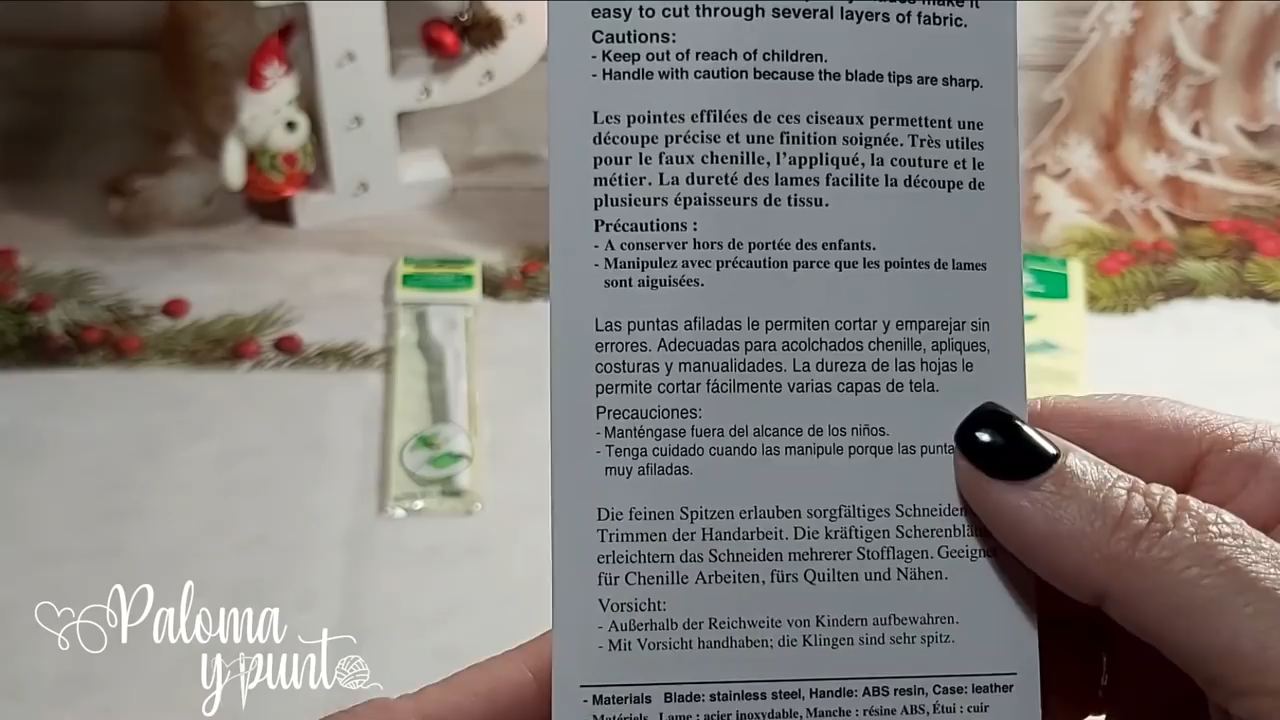 easy to cut through several layers of fabric.
Cautions:
- Keep out of reach of children.
- Handle with caution because the blade tips are sharp.
Les pointes effilées de ces ciseaux permettent une
découpe précise et une finition soignée. Très utiles
pour le faux chenille, l'appliqué, la couture et le
métier. La dureté des lames facilite la découpe de
plusieurs épaisseurs de tissu.
Précautions :
- A conserver hors de portée des enfants.
- Manipulez avec précaution parce que les pointes de lames
sont aiguisées.
Las puntas afiladas le permiten cortar y emparejar sin
errores. Adecuadas para acolchados chenille, apliques,
costuras y manualidades. La dureza de las hojas le
permite cortar fácilmente varias capas de tela.
Precauciones:
- Manténgase fuera del alcance de los niños.
- Tenga cuidado cuando las manipule porque las punta
muy afiladas.
Die feinen Spitzen erlauben sorgfältiges Schneiden
Trimmen der Handarbeit. Die kräftigen Scherenblä
erleichtern das Schneiden mehrerer Stofflagen. Geeigne
für Chenille Arbeiten, fürs Quilten und Nähen.
Vorsicht:
- Außerhalb der Reichweite von Kindern aufbewahren.
- Mit Vorsicht handhaben; die Klingen sind sehr spitz.
- Materials Blade: stainless steel, Handle: ABS resin, Case: leather
Matériels Lame : acier inoxydable, Manche : résine ABS, Étui : cuir
Paloma
y punto